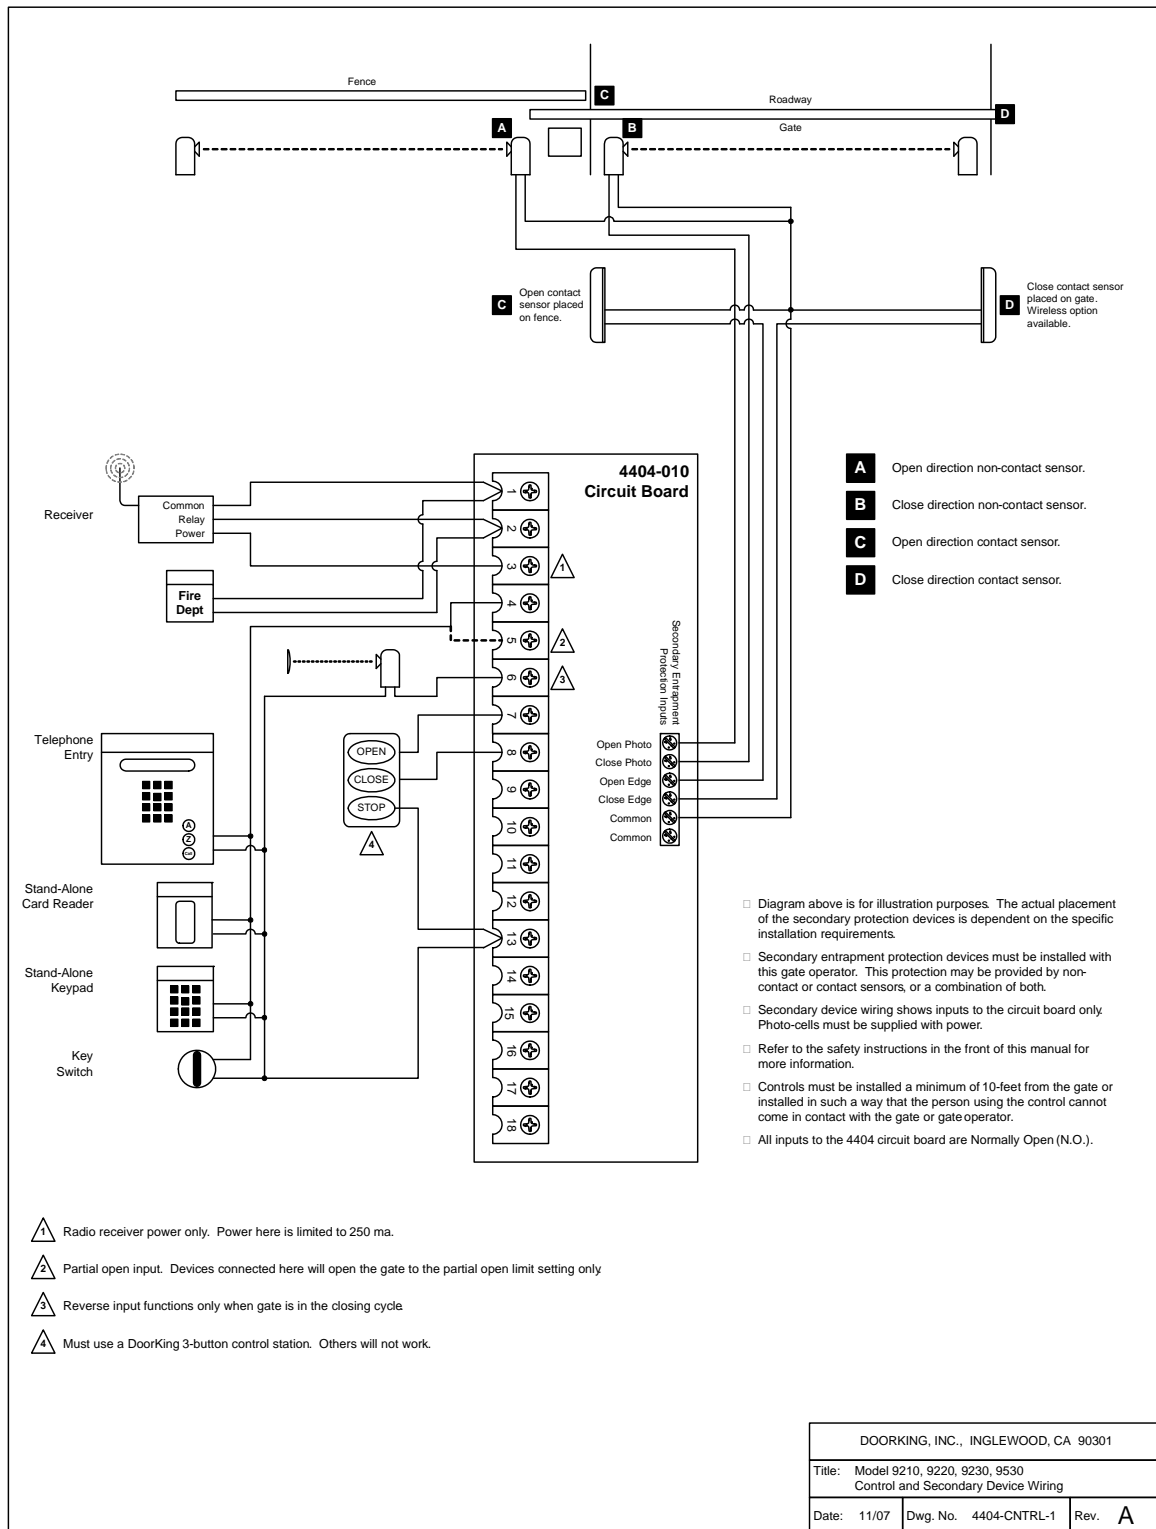 Fence
C
Roadway
D
A
B
Gate
C
Open contact
sensor placed
on fence.
D
Close contact sensor
placed on gate.
Wireless option
available.
4404-010
Circuit Board
A Open direction non-contact sensor.
B Close direction non-contact sensor.
C Open direction contact sensor.
D Close direction contact sensor.
Receiver
Common
Relay
Power
Fire
Dept
1
2
3
4
5
6
7
8
9
10
11
12
13
14
15
16
17
18
1
2
3
Secondary Entrapment
Protection Inputs
Open Photo
Close Photo
Open Edge
Close Edge
Common
Common
OPEN
CLOSE
STOP
4
Telephone
Entry
A
Z
Call
Stand-Alone
Card Reader
Stand-Alone
Keypad
Key
Switch
Diagram above is for illustration purposes. The actual placement
of the secondary protection devices is dependent on the specific
installation requirements.
Secondary entrapment protection devices must be installed with
this gate operator. This protection may be provided by non-
contact or contact sensors, or a combination of both.
Secondary device wiring shows inputs to the circuit board only.
Photo-cells must be supplied with power.
Refer to the safety instructions in the front of this manual for
more information.
Controls must be installed a minimum of 10-feet from the gate or
installed in such a way that the person using the control cannot
come in contact with the gate or gate operator.
All inputs to the 4404 circuit board are Normally Open (N.O.).
1 Radio receiver power only. Power here is limited to 250 ma.
2 Partial open input. Devices connected here will open the gate to the partial open limit setting only.
3 Reverse input functions only when gate is in the closing cycle.
4 Must use a DoorKing 3-button control station. Others will not work.
DOORKING, INC., INGLEWOOD, CA 90301
Title: Model 9210, 9220, 9230, 9530
Control and Secondary Device Wiring
Date: 11/07 Dwg. No. 4404-CNTRL-1 Rev. A